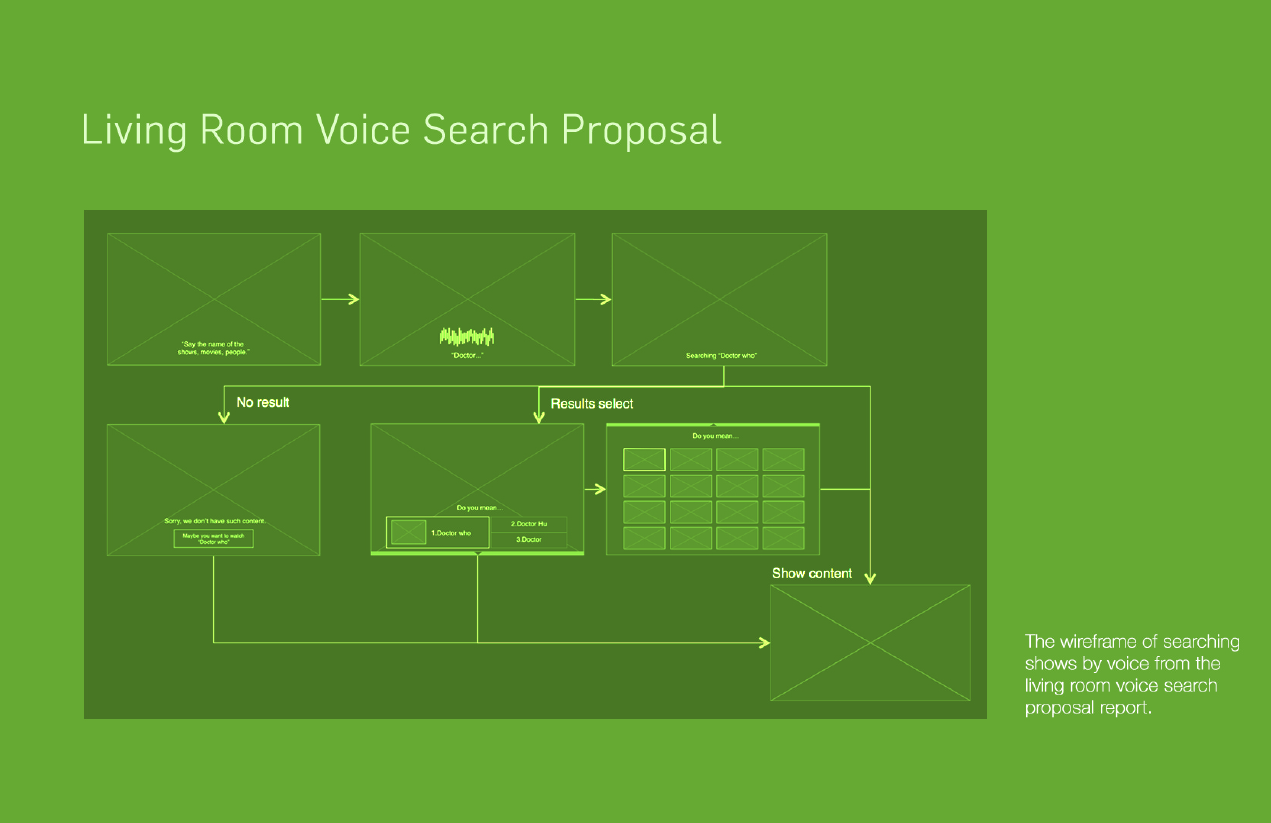 Living Room Voice Search Proposal
"Say the name of the
shows, movies, people."
"Doctor..."
Searching "Doctor who"
No result
Results select
Sorry, we don't have such content.
Maybe you want to watch
"Doctor who"
Do you mean...
1.Doctor who
2.Doctor Hu
3.Doctor
Do you mean...
Show content
The wireframe of searching
shows by voice from the
living room voice search
proposal report.